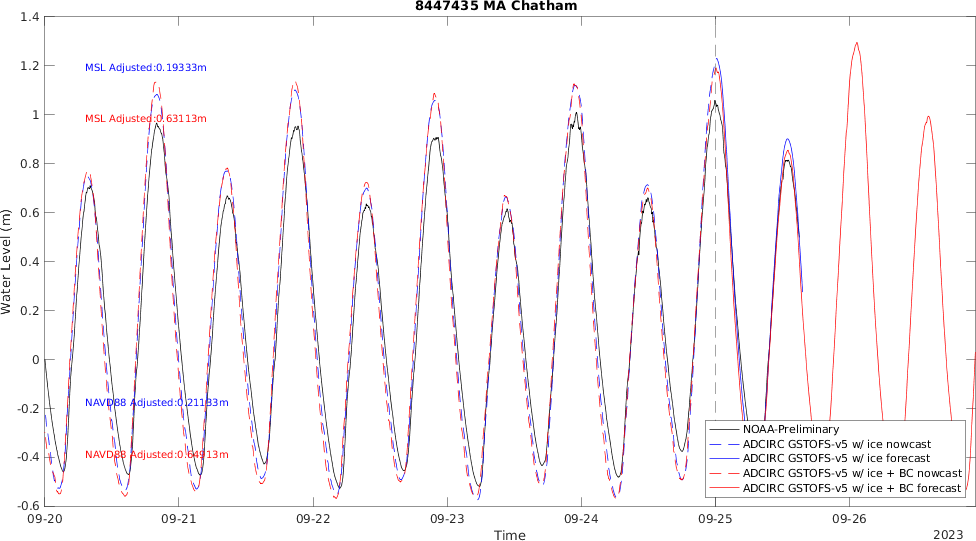 8447435 MA Chatham
1.4
1.2
1
0.8
0.6
0.4
0.2
0
-0.2
-0.4
-0.6
Water Level (m)
MSL Adjusted:0.19333m
MSL Adjusted:0.63113m
NAVD88 Adjusted:0.21133m
NAVD88 Adjusted:0.64913m
NOAA-Preliminary
ADCIRC GSTOFS-v5 w/ ice nowcast
ADCIRC GSTOFS-v5 w/ ice forecast
ADCIRC GSTOFS-v5 w/ ice + BC nowcast
ADCIRC GSTOFS-v5 w/ ice + BC forecast
09-20 09-21 09-22 09-23 09-24 09-25 09-26
Time
2023